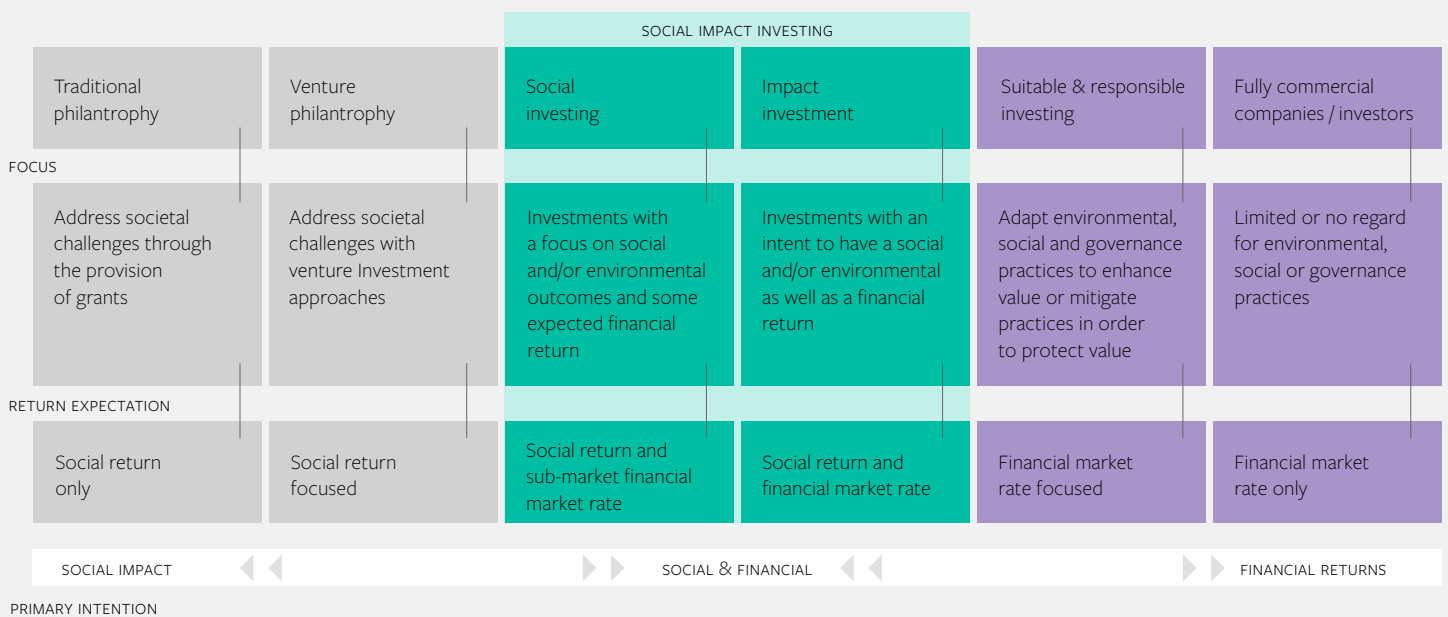 SOCIAL IMPACT INVESTING
Traditional
philanthropy
Venture
philantrophy
Social
investing
Impact
investment
Suitable & responsible
investing
Fully commercial
companies / investors
FOCUS
Address societal
challenges through
the provision
of grants
Address societal
challenges with
venture Investment
approaches
Investments with
a focus on social
and/or environmental
outcomes and some
expected financial
return
Investments with an
intent to have a social
and/or environmental
as well as a financial
return
Adapt environmental,
social and governance
practices to enhance
value or mitigate
practices in order
to protect value
Limited or no regard
for environmental,
social or governance
practices
RETURN EXPECTATION
Social return
only
Social return
focused
Social return and
sub-market financial
market rate
Social return and
financial market rate
Financial market
rate focused
Financial market
rate only
SOCIAL IMPACT
SOCIAL & FINANCIAL
FINANCIAL RETURNS
PRIMARY INTENTION